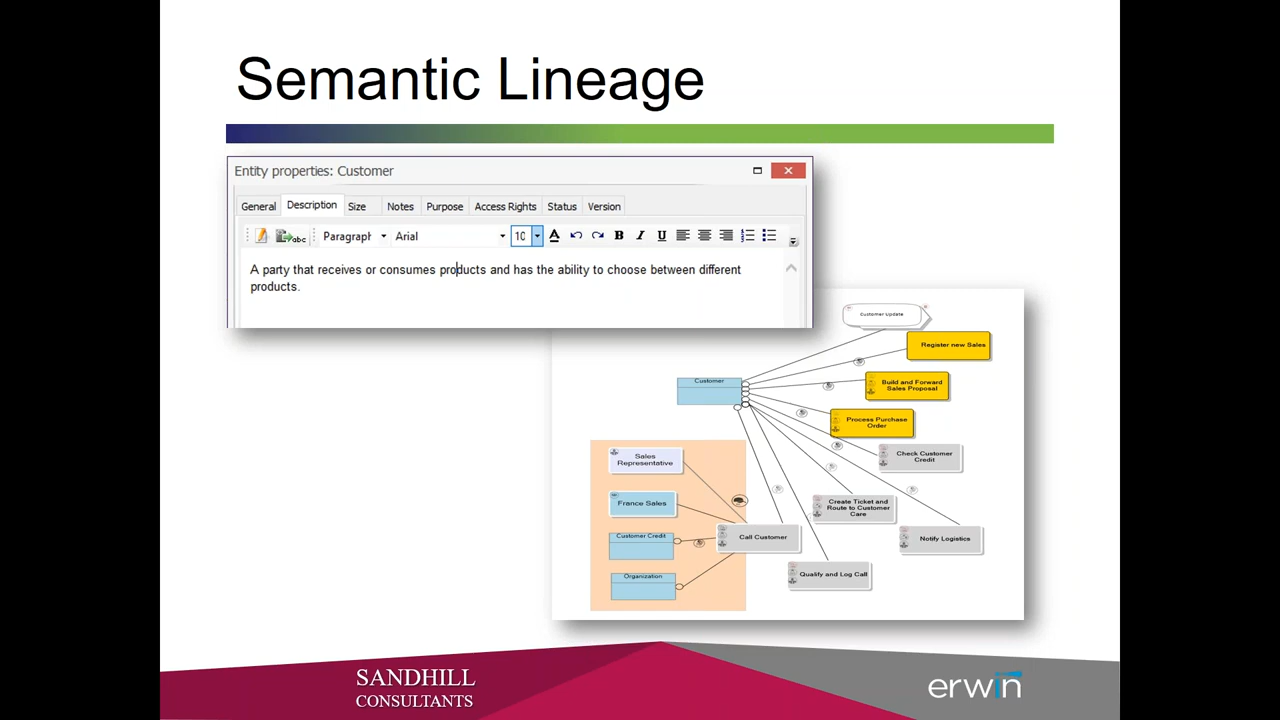 Semantic Lineage
Entity properties: Customer
General Description Size Notes Purpose Access Rights Status Version
abc Paragraph Arial 10 A B I U
A party that receives or consumes products and has the ability to choose between different
products.
Customer Update
Register new Sales
Customer
Build and Forward
Sales Proposal
Process Purchase
Order
Check Customer
Credit
Sales
Representative
France Sales
Create Ticket and
Route to Customer
Care
Customer Credit
Call Customer
Notify Logistics
Organization
Qualify and Log Call
SANDHILL
CONSULTANTS
erwin